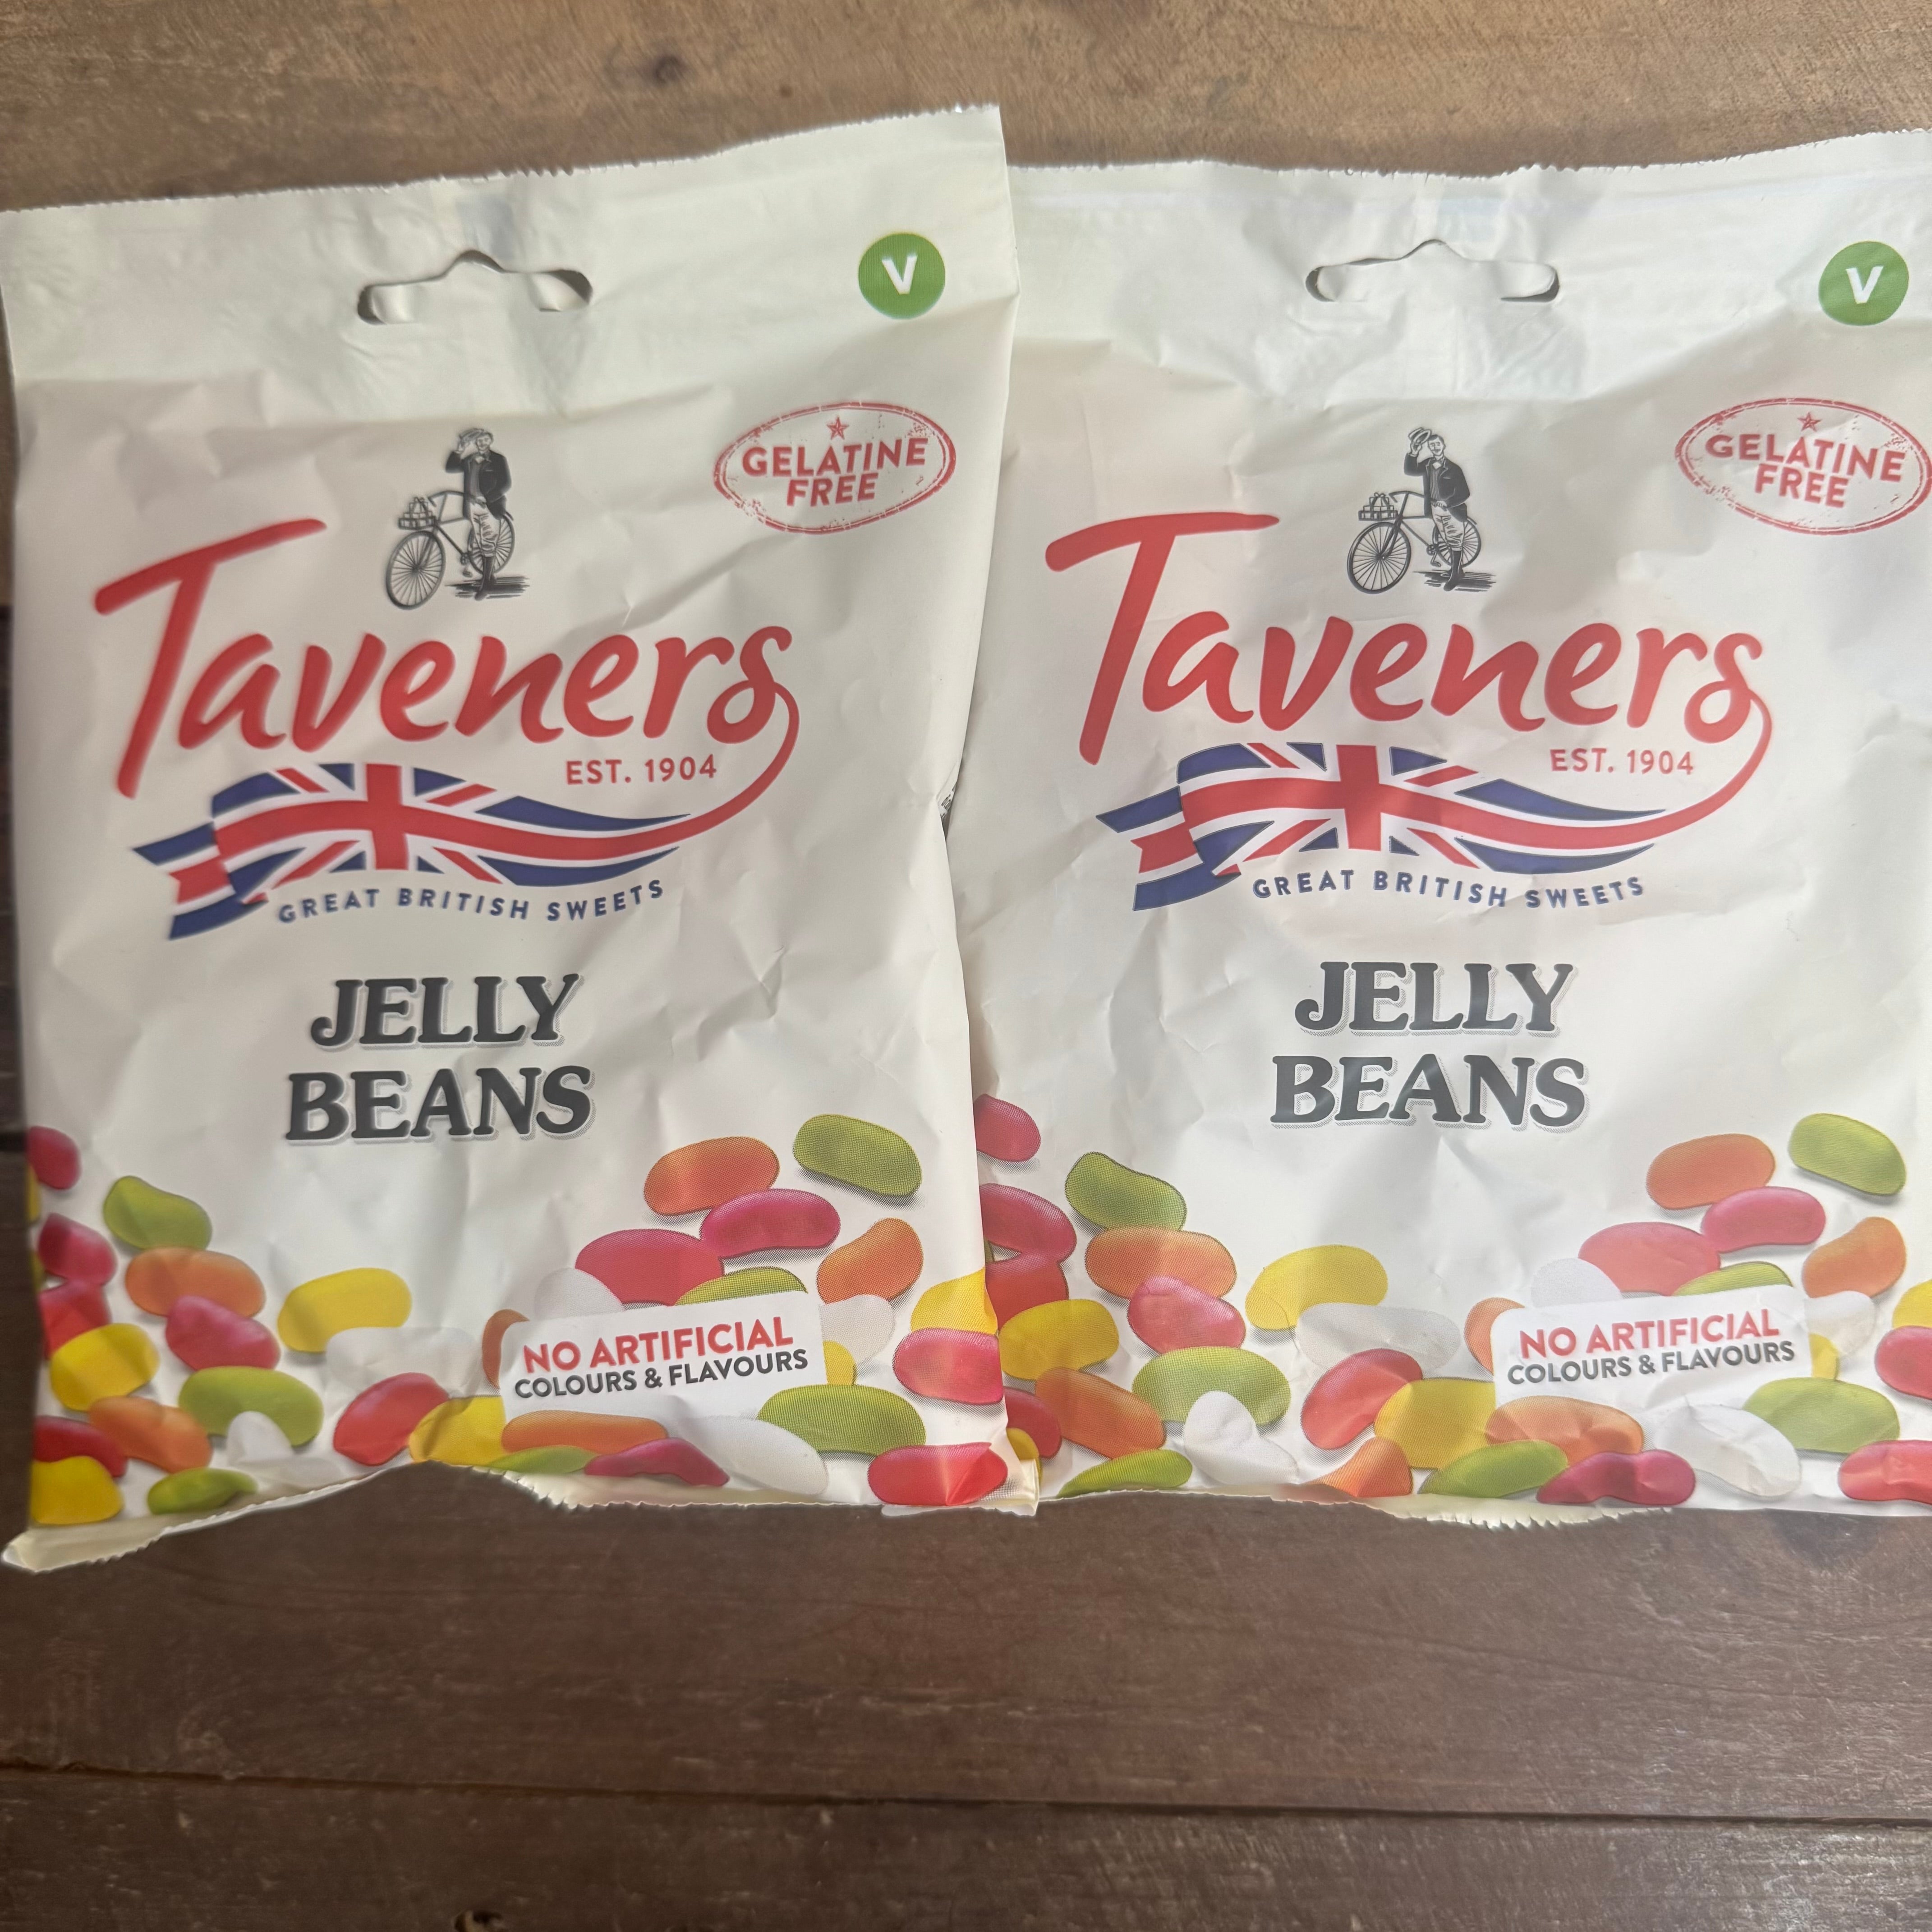 V
GELATINE
FREE
Taveners
EST. 1904
GREAT BRITISH SWEETS
JELLY
BEANS
NO ARTIFICIAL
COLOURS & FLAVOURS
V
GELATINE
FREE
Taveners
EST. 1904
GREAT BRITISH SWEETS
JELLY
BEANS
NO ARTIFICIAL
COLOURS & FLAVOURS